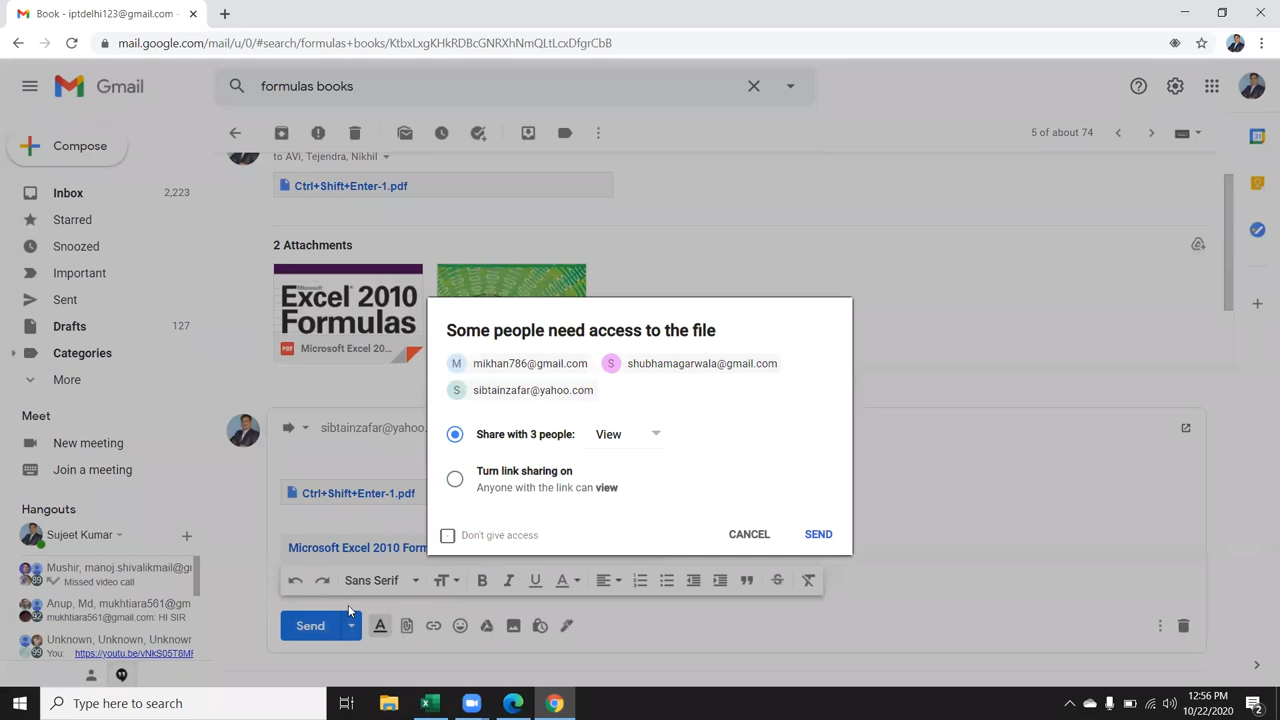 Book - iptdelhi123@gmail.com -
mail.google.com/mail/u/0/#search/formulas+books/KtbxLxgKHkRDBcGNRXhNmQLtLcxDfgrCbB
Gmail
formulas books
Compose
5 of about 74
to AVi, Tejendra, Nikhil
Inbox 2,223
Ctrl+Shift+Enter-1.pdf
Starred
Snoozed
2 Attachments
Important
Sent
Excel 2010
Formulas
Drafts 127
Microsoft Excel 20...
Categories
More
Some people need access to the file
M mikhan786@gmail.com S shubhamagarwala@gmail.com
S sibtainzafar@yahoo.com
Share with 3 people: View
Turn link sharing on
Anyone with the link can view
Don't give access CANCEL SEND
Meet
New meeting
Join a meeting
sibtainzafar@yahoo.
Ctrl+Shift+Enter-1.pdf
Hangouts
Sujeet Kumar
Microsoft Excel 2010 Form
Mushir, manoj.shivalikmail@gi
Missed video call
89
Sans Serif
Anup, Md, mukhtiara561@gm
mukhtiara561@gmail.com: HI SIR
92
Send
Unknown, Unknown, Unknown
You: https://youtu.be/vNkS05T8MF
99
Type here to search
12:56 PM
10/22/2020
2